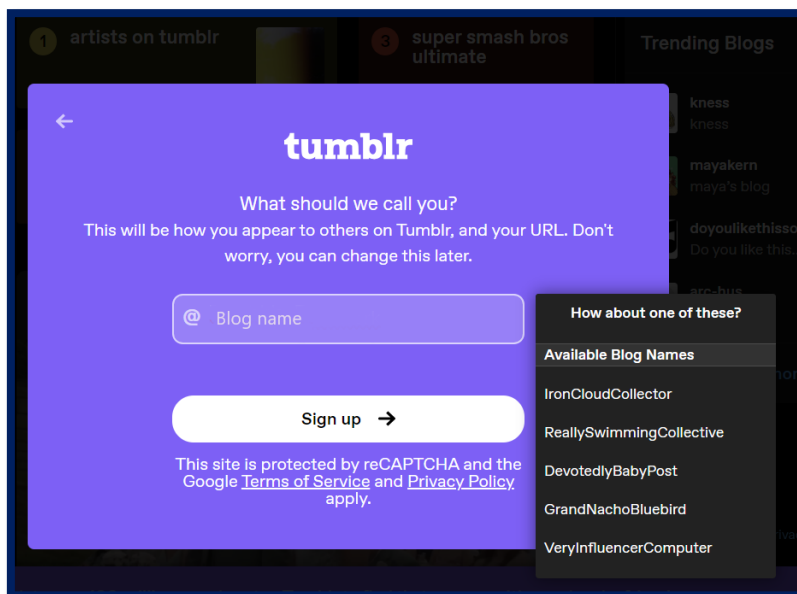 1 artists on tumblr
3 super smash bros
ultimate
Trending Blogs
kness
kness
mayakern
maya's blog
doyoulikethisso
Do you like this.
arc-hus
←
tumblr
What should we call you?
This will be how you appear to others on Tumblr, and your URL. Don't
worry, you can change this later.
@ Blog name
Sign up →
This site is protected by reCAPTCHA and the
Google Terms of Service and Privacy Policy
apply.
How about one of these?
Available Blog Names
IronCloudCollector
ReallySwimmingCollective
DevotedlyBabyPost
GrandNachoBluebird
VeryInfluencerComputer